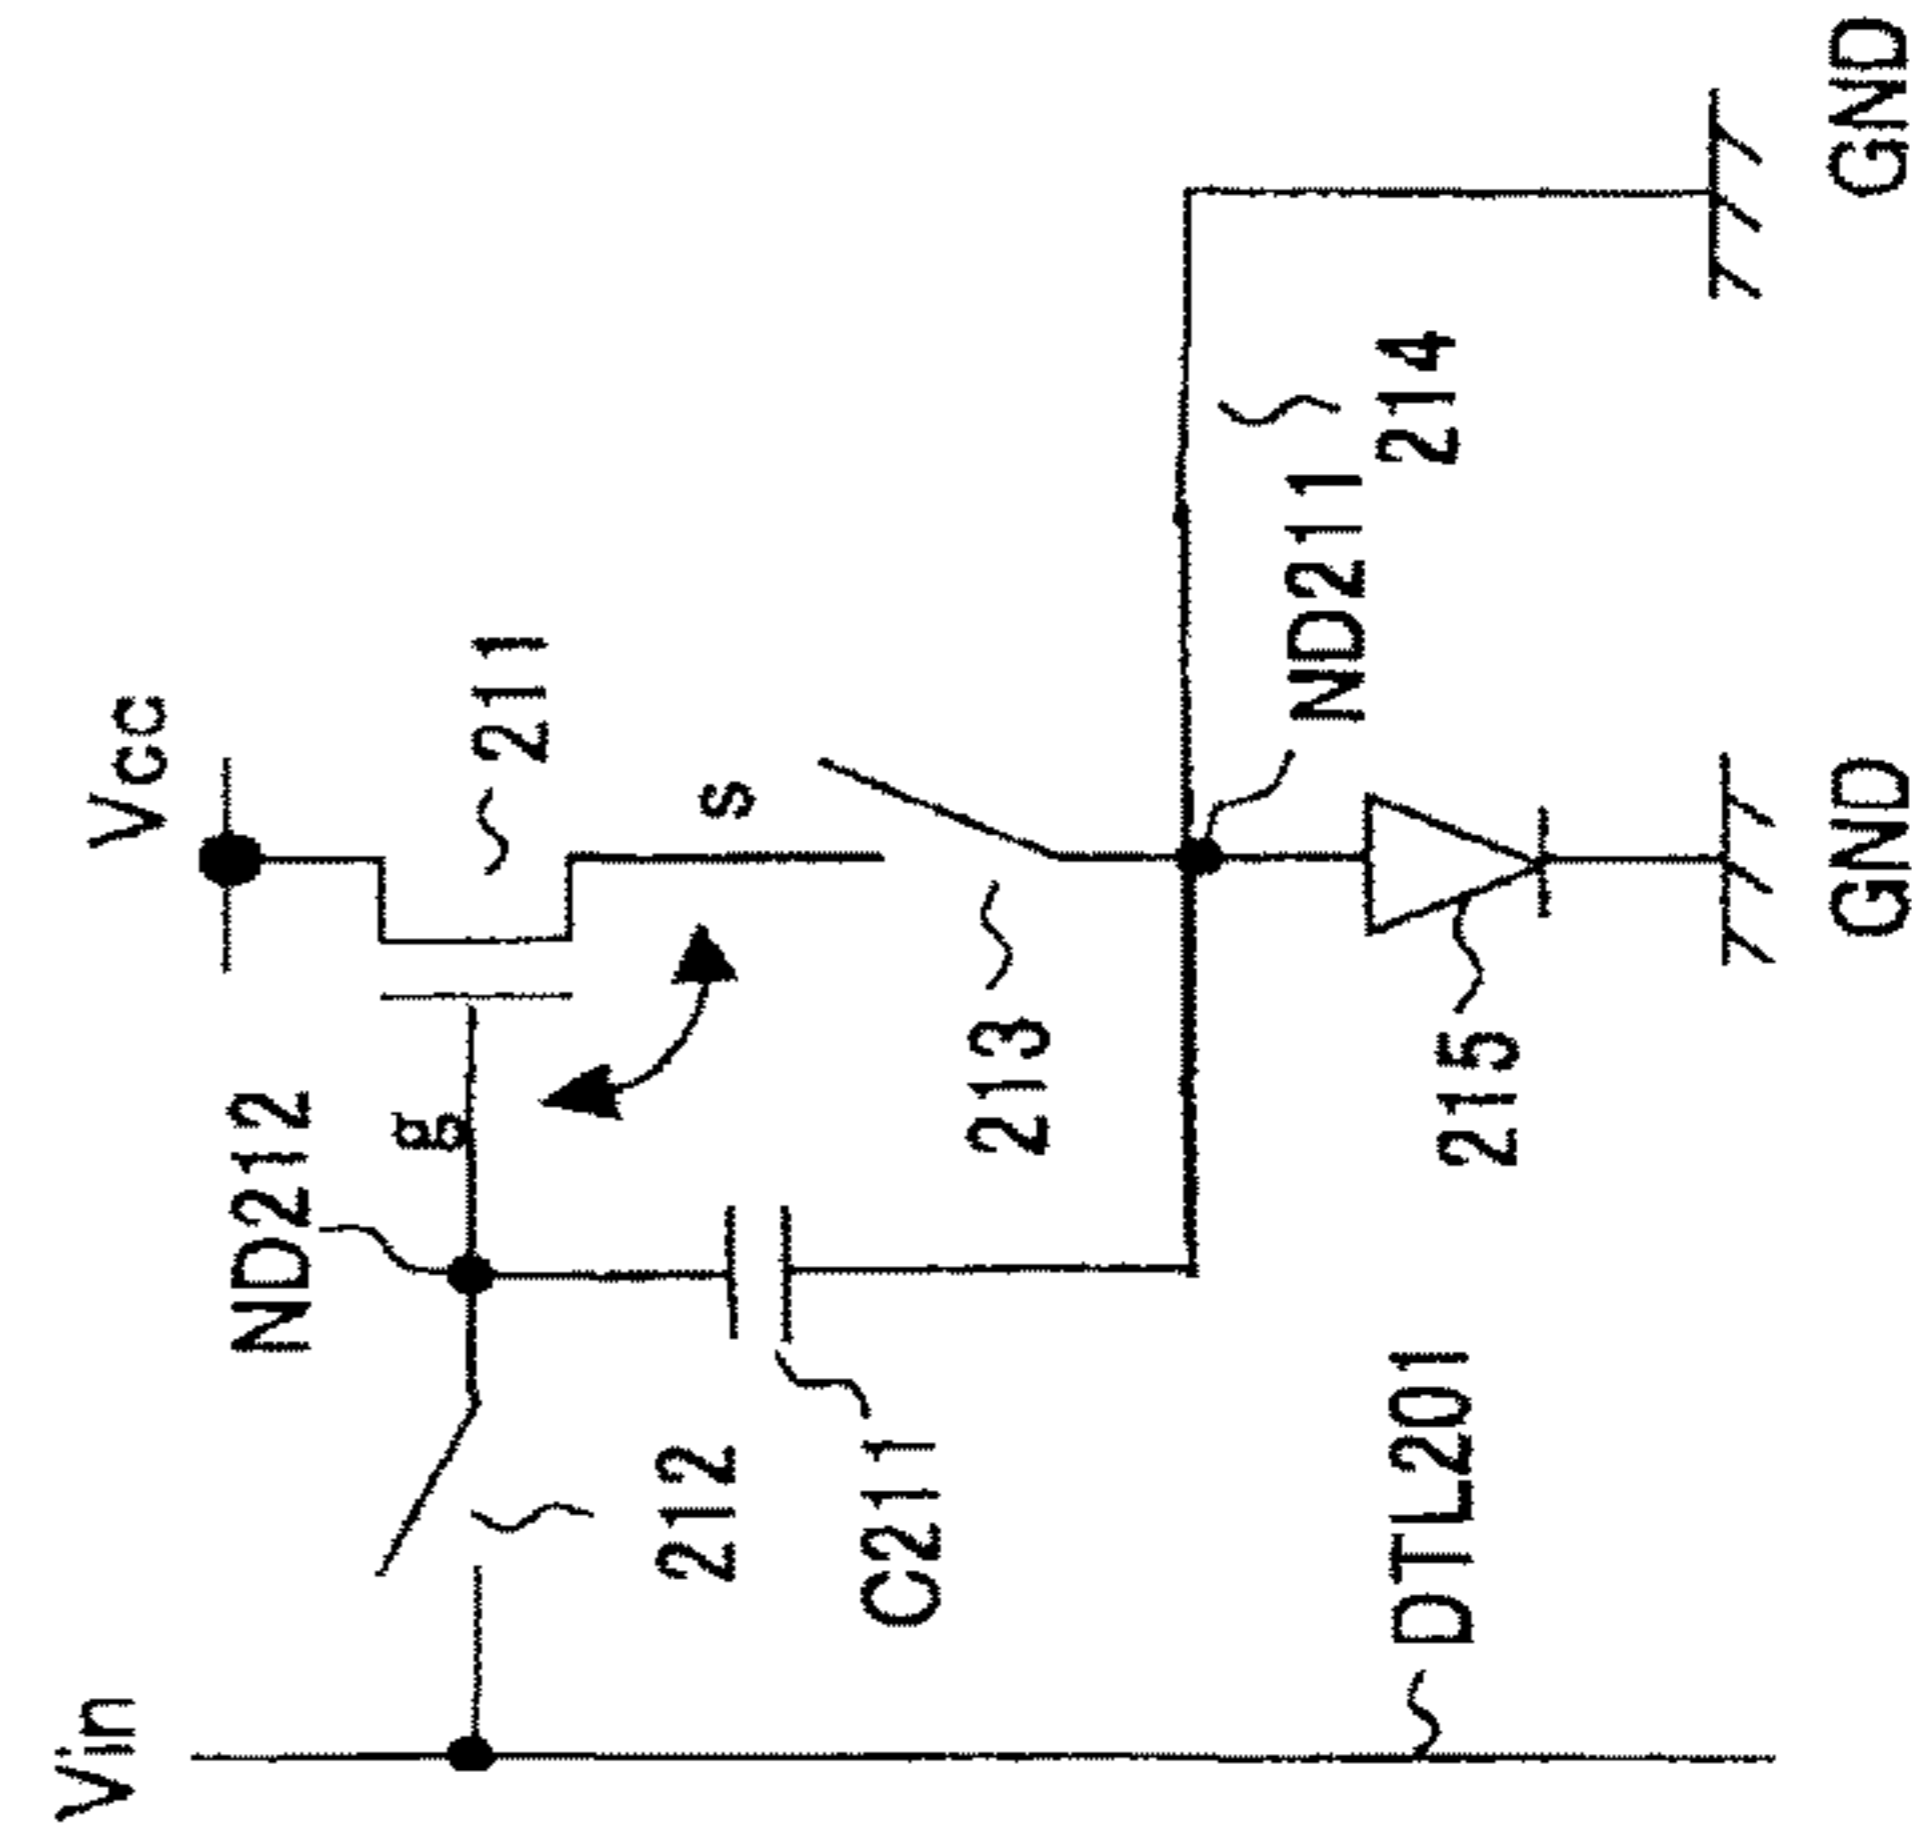 Vcc
Vin
ND212
g
211
s
212
C211
213
ND211
214
215
DTL201
GND
GND